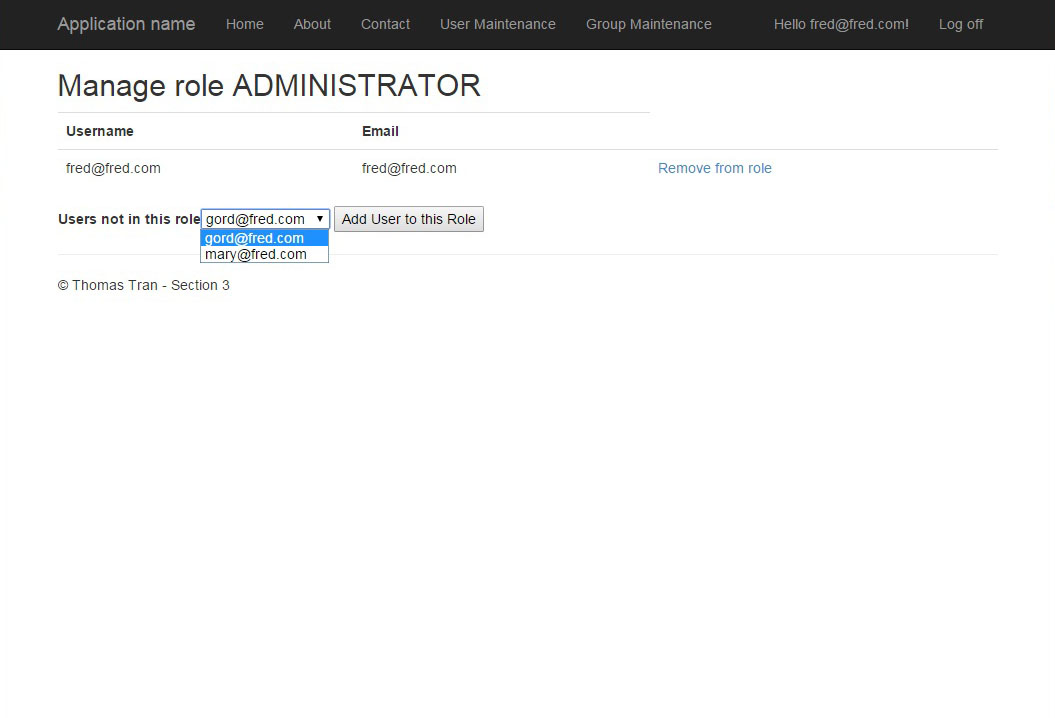 Application name Home About Contact User Maintenance Group Maintenance Hello fred@fred.com! Log off
Manage role ADMINISTRATOR
Username Email
fred@fred.com fred@fred.com Remove from role
Users not in this role gord@fred.com ▼ Add User to this Role
gord@fred.com
mary@fred.com
© Thomas Tran - Section 3